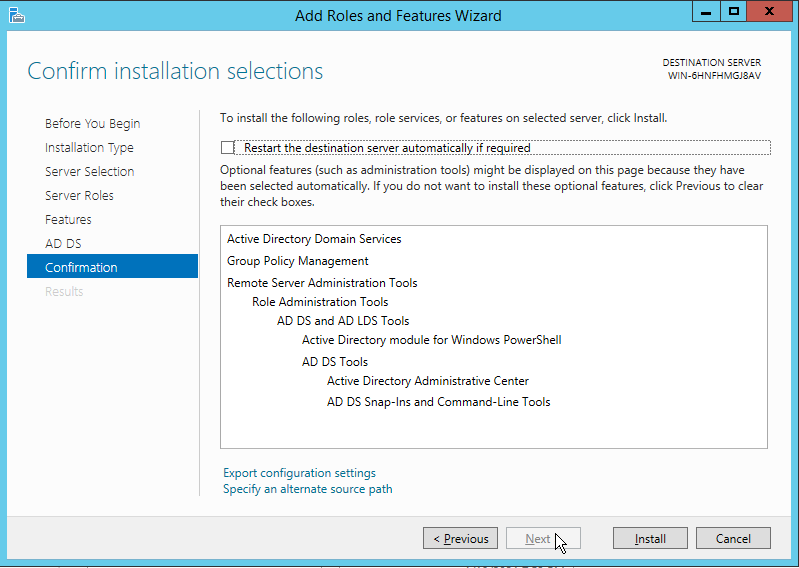 Add Roles and Features Wizard
Confirm installation selections
DESTINATION SERVER
WIN-6HNFHMGJ8AV
Before You Begin
Installation Type
Server Selection
Server Roles
Features
AD DS
Confirmation
Results
To install the following roles, role services, or features on selected server, click Install.
Restart the destination server automatically if required
Optional features (such as administration tools) might be displayed on this page because they have
been selected automatically. If you do not want to install these optional features, click Previous to clear
their check boxes.
Active Directory Domain Services
Group Policy Management
Remote Server Administration Tools
Role Administration Tools
AD DS and AD LDS Tools
Active Directory module for Windows PowerShell
AD DS Tools
Active Directory Administrative Center
AD DS Snap-Ins and Command-Line Tools
Export configuration settings
Specify an alternate source path
< Previous
Next
Install
Cancel